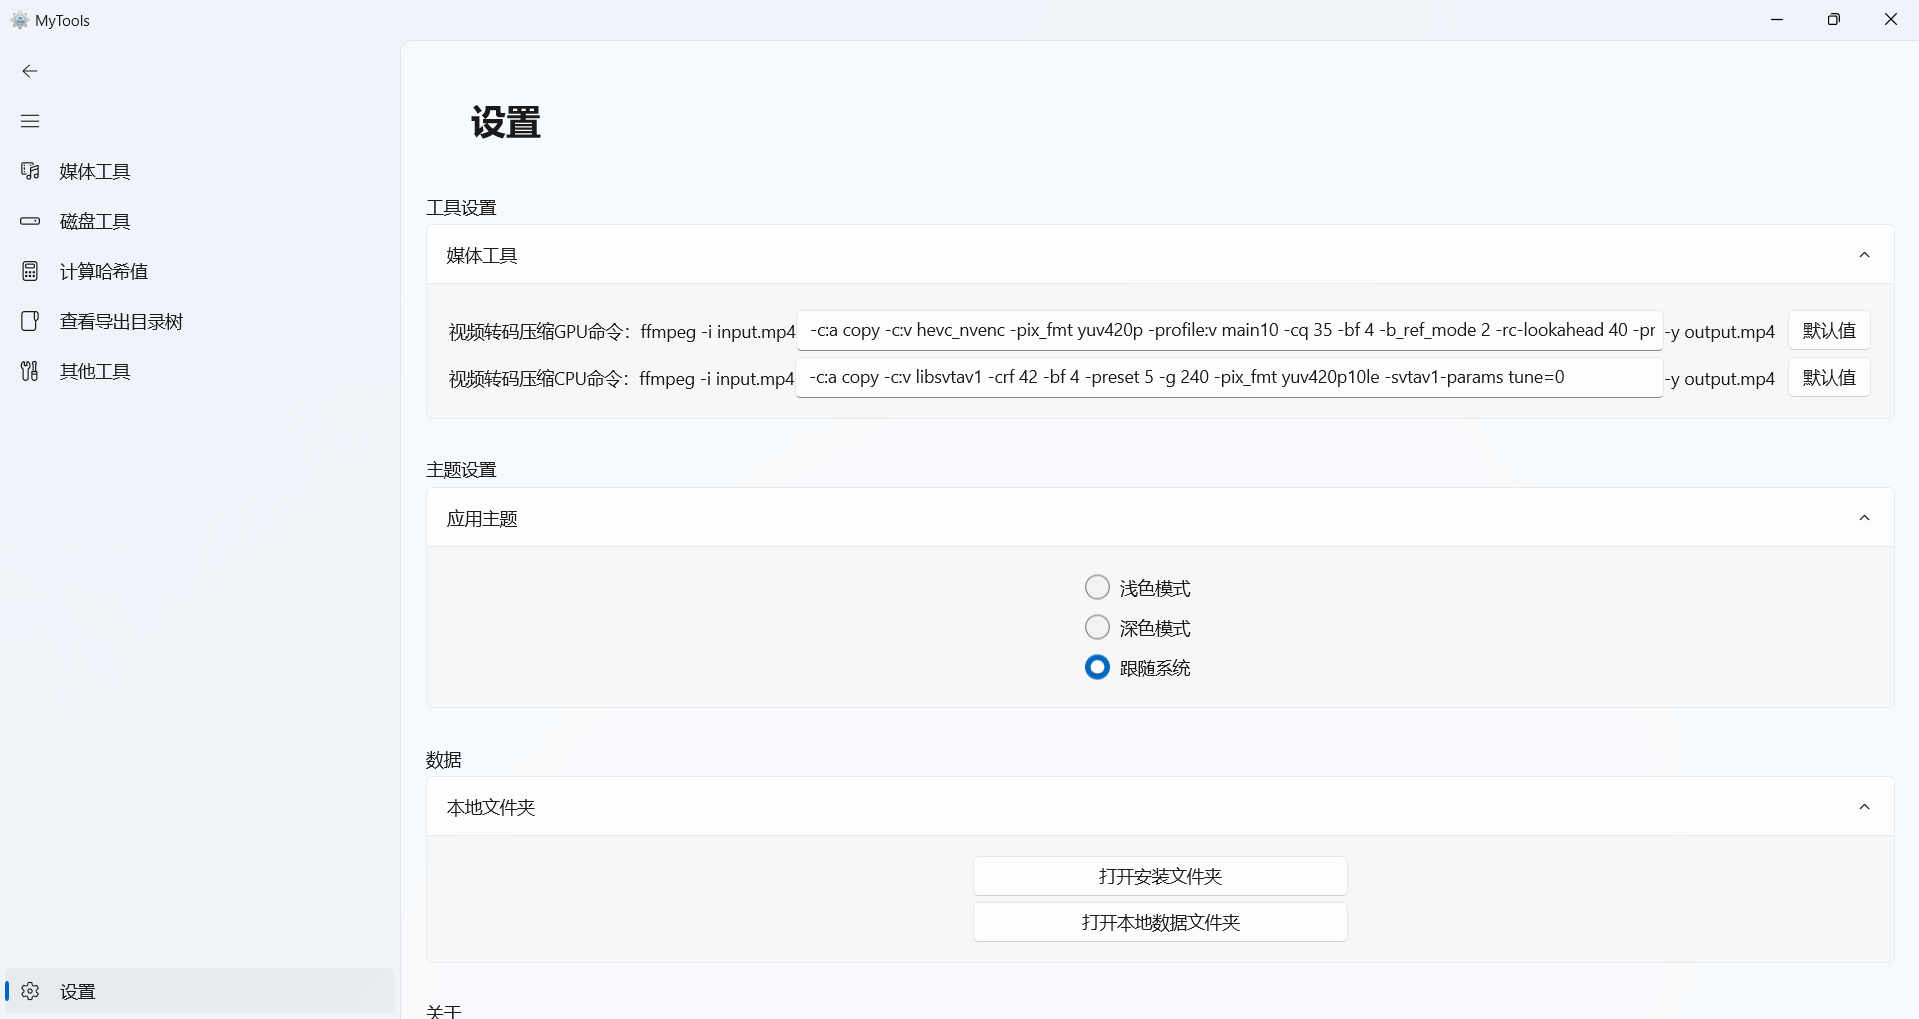 MyTools
媒体工具
磁盘工具
计算哈希值
查看导出目录树
其他工具
设置
设置
工具设置
媒体工具
视频转码压缩GPU命令：ffmpeg -i input.mp4 -c:a copy -c:v hevc_nvenc -pix_fmt yuv420p -profile:v main10 -cq 35 -bf 4 -b_ref_mode 2 -rc-lookahead 40 -pr -y output.mp4 默认值
视频转码压缩CPU命令：ffmpeg -i input.mp4 -c:a copy -c:v libsvtav1 -crf 42 -bf 4 -preset 5 -g 240 -pix_fmt yuv420p10le -svtav1-params tune=0 -y output.mp4 默认值
主题设置
应用主题
浅色模式
深色模式
跟随系统
数据
本地文件夹
打开安装文件夹
打开本地数据文件夹
关于